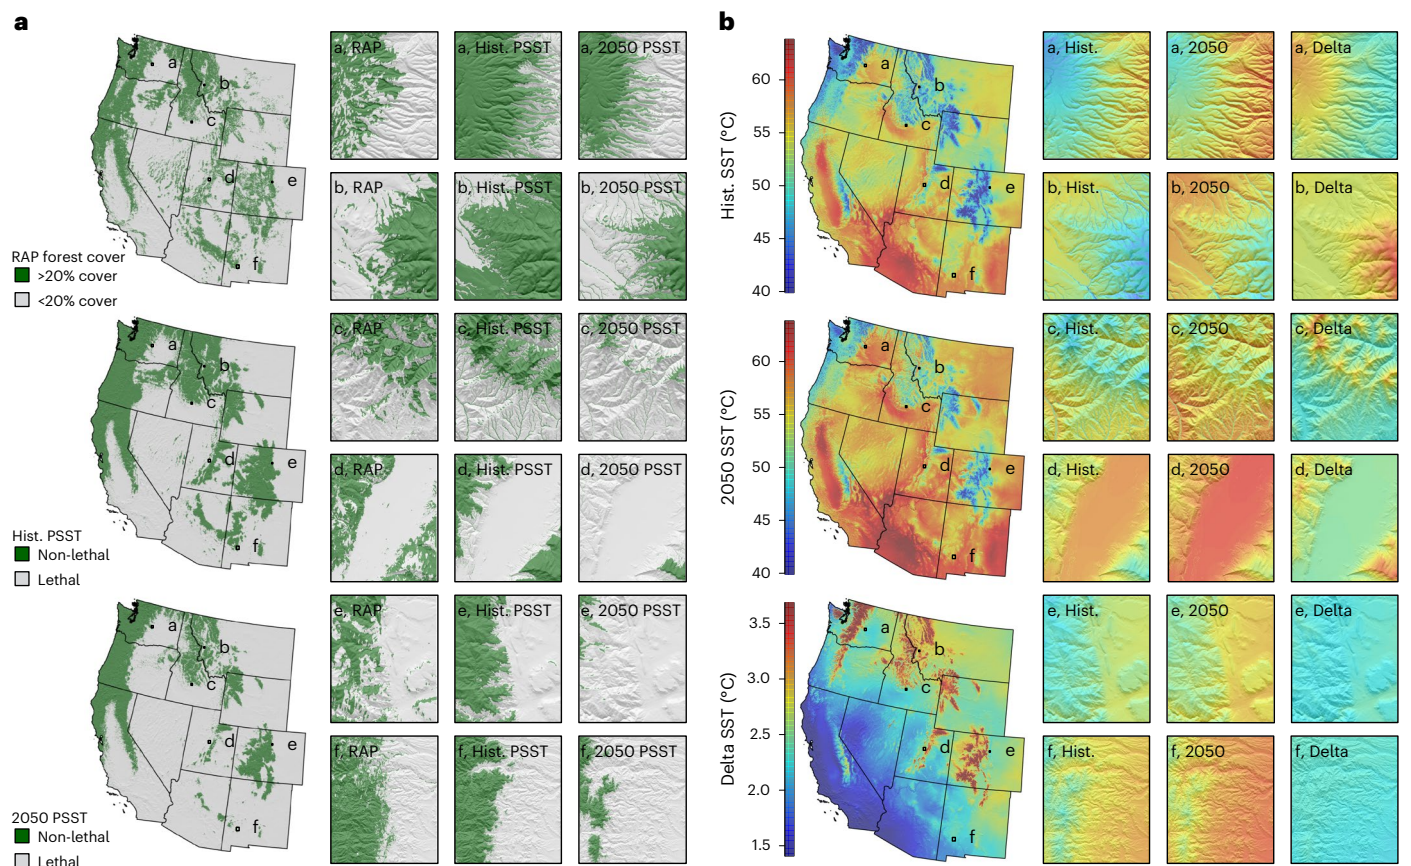 a
a
b
c
d
e
f
RAP forest cover
>20% cover
<20% cover
a
b
c
d
e
f
Hist. PSST
Non-lethal
Lethal
a
b
c
d
e
f
2050 PSST
Non-lethal
Lethal
a, RAP
a, Hist. PSST
a, 2050 PSST
b, RAP
b, Hist. PSST
b, 2050 PSST
c, RAP
c, Hist. PSST
c, 2050 PSST
d, RAP
d, Hist. PSST
d, 2050 PSST
e, RAP
e, Hist. PSST
e, 2050 PSST
f, RAP
f, Hist. PSST
f, 2050 PSST
b
Hist. SST (°C)
60
55
50
45
40
a
b
c
d
e
f
2050 SST (°C)
60
55
50
45
40
a
b
c
d
e
f
Delta SST (°C)
3.5
3.0
2.5
2.0
1.5
a
b
c
d
e
f
a, Hist.
a, 2050
a, Delta
b, Hist.
b, 2050
b, Delta
c, Hist.
c, 2050
c, Delta
d, Hist.
d, 2050
d, Delta
e, Hist.
e, 2050
e, Delta
f, Hist.
f, 2050
f, Delta